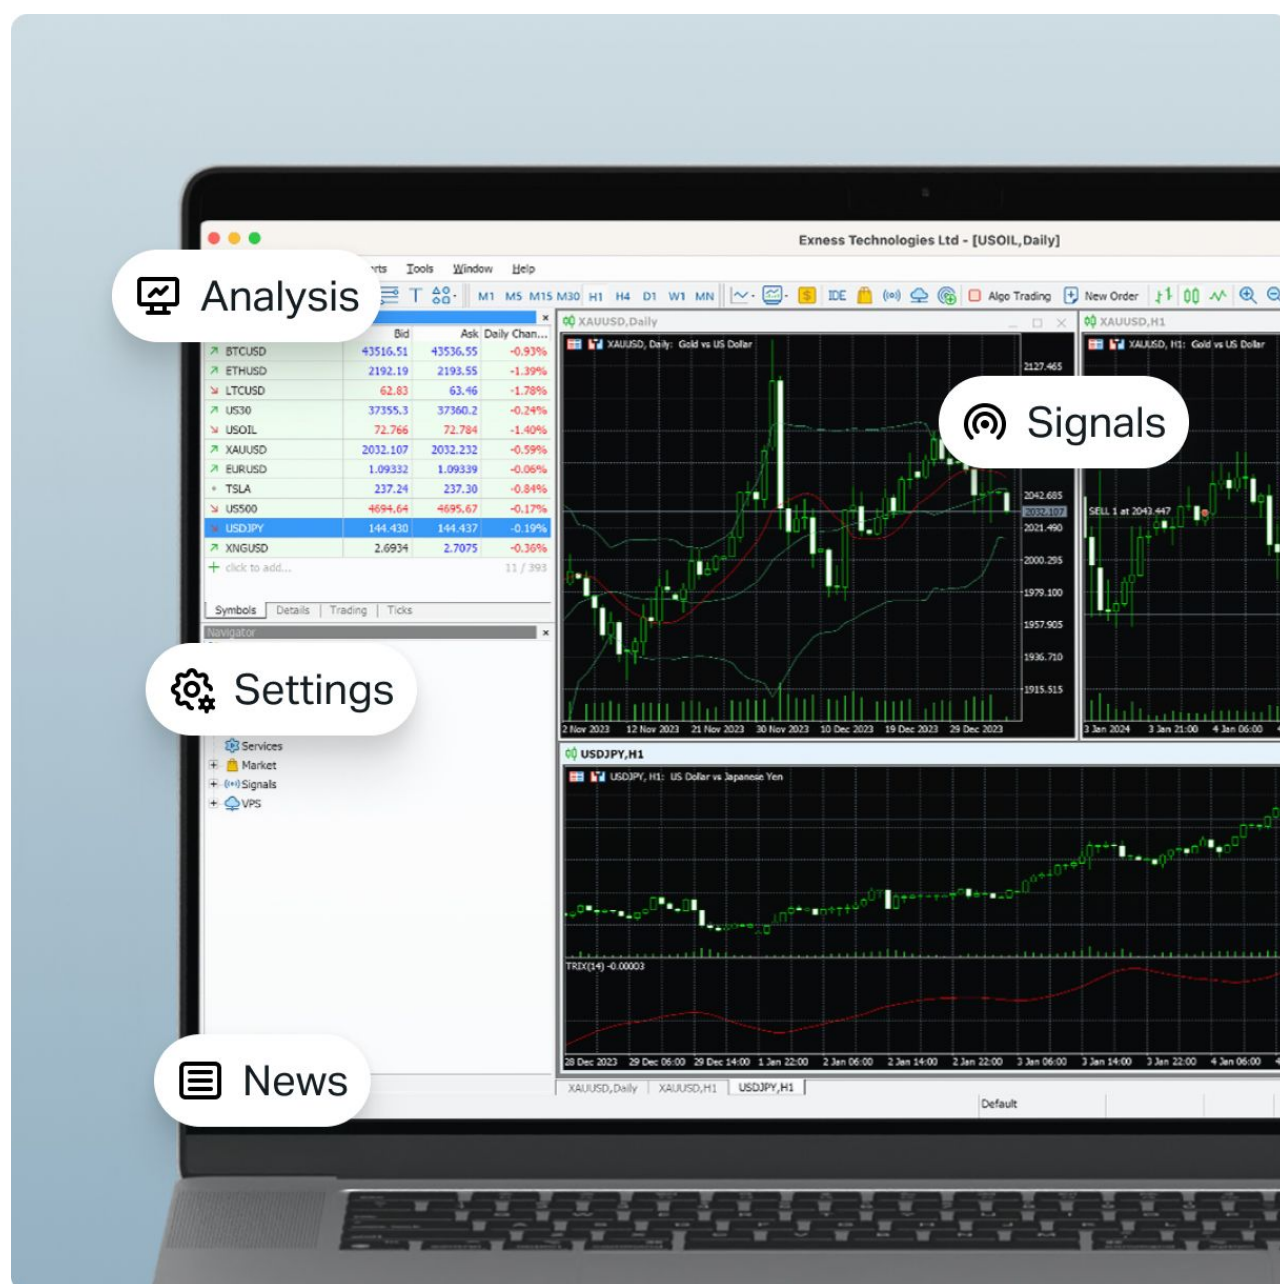 Exness Technologies Ltd - [USOIL,Daily]
Tools Window Help
Analysis
T M1 M5 M15 M30 H1 H4 D1 W1 MN IDE Algo Trading New Order
Bid Ask Daily Chan...
BTCUSD 43516.51 43536.55 -0.93%
ETHUSD 2192.19 2193.55 -1.39%
LTCUSD 62.83 63.46 -1.78%
US30 37355.3 37360.2 -0.24%
USOIL 72.766 72.784 -1.40%
XAUUSD 2032.107 2032.232 -0.59%
EURUSD 1.09332 1.09339 -0.06%
TSLA 237.24 237.30 -0.84%
US500 4694.64 4695.67 -0.17%
USDJPY 144.430 144.437 -0.19%
XNGUSD 2.6934 2.7075 -0.36%
click to add... 11 / 393
Symbols Details Trading Ticks
Navigator
Settings
Services
Market
Signals
VPS
News
XAUUSD,Daily
XAUUSD, Daily: Gold vs US Dollar
2127.465
2042.685
2032.107
2021.490
2000.295
1979.100
1957.905
1936.710
1915.515
2 Nov 2023 12 Nov 2023 21 Nov 2023 30 Nov 2023 10 Dec 2023 19 Dec 2023 29 Dec 2023
XAUUSD,H1
XAUUSD, H1: Gold vs US Dollar
Signals
SELL 1 at 2043.447
3 Jan 2024 3 Jan 21:00 4 Jan 06:00
USDJPY,H1
USDJPY, H1: US Dollar vs Japanese Yen
TRIX(14) -0.00003
28 Dec 2023 29 Dec 06:00 29 Dec 14:00 1 Jan 22:00 2 Jan 06:00 2 Jan 14:00 2 Jan 22:00 3 Jan 06:00 3 Jan 14:00 3 Jan 22:00 4 Jan 06:00
XAUUSD,Daily XAUUSD,H1 USDJPY,H1
Default